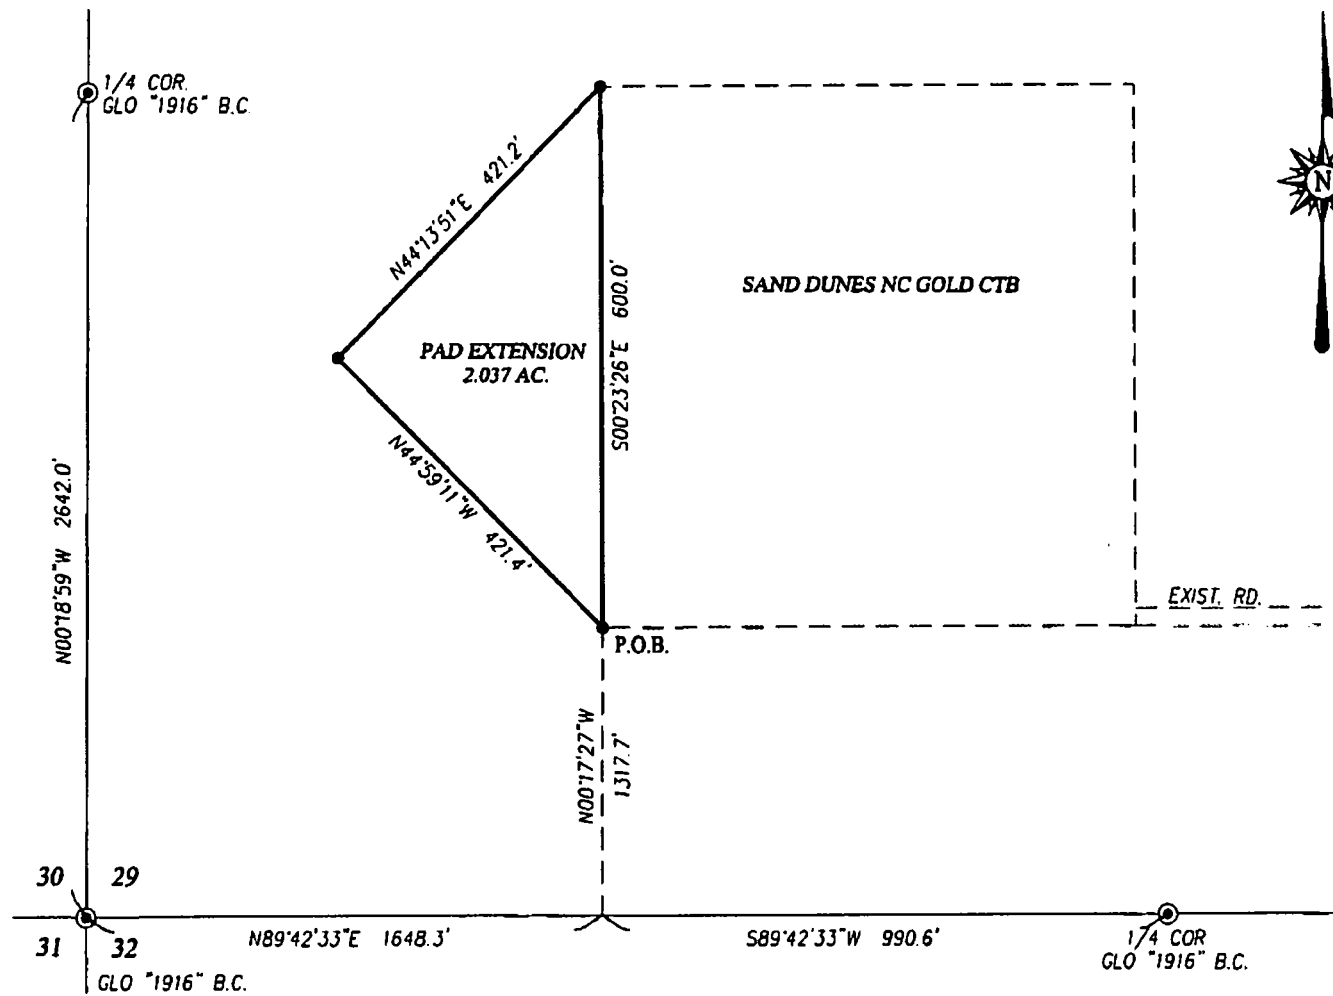 1/4 COR.
GLO "1916" B.C.
N
N44°13'51"E 421.2'
SAND DUNES NC GOLD CTB
S00°23'26"E 600.0'
PAD EXTENSION
2.037 AC.
N44°59'11"W 421.4'
N00°18'59"W 2642.0'
EXIST. RD.
P.O.B.
N00°17'27"W
1317.7'
30 29
31 32
GLO "1916" B.C.
N89°42'33"E 1648.3'
S89°42'33"W 990.6'
1/4 COR
GLO "1916" B.C.